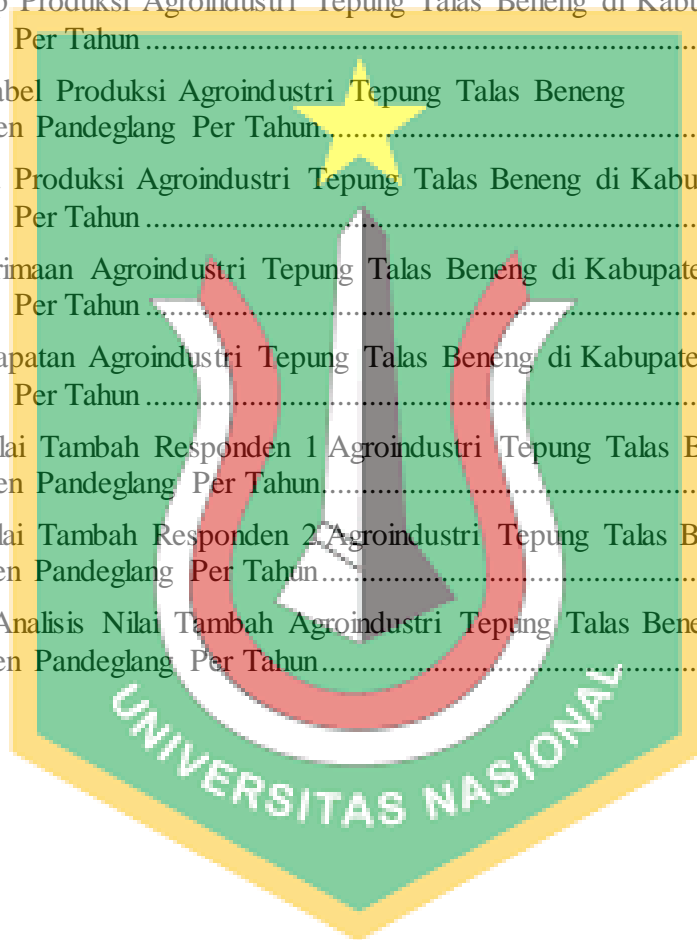 Produksi Agroindustri Tepung Talas Beneng di Kabu
Per Tahun
abel Produksi Agroindustri Tepung Talas Beneng
en Pandeglang Per Tahun
Produksi Agroindustri Tepung Talas Beneng di Kabu
Per Tahun
rimaan Agroindustri Tepung Talas Beneng di Kabupate
Per Tahun
apatan Agroindustri Tepung Talas Beneng di Kabupate
Per Tahun
lai Tambah Responden 1 Agroindustri Tepung Talas B
en Pandeglang Per Tahun
lai Tambah Responden 2 Agroindustri Tepung Talas B
en Pandeglang Per Tahun
Analisis Nilai Tambah Agroindustri Tepung Talas Bene
en Pandeglang Per Tahun
UNIVERSITAS NASIONAL